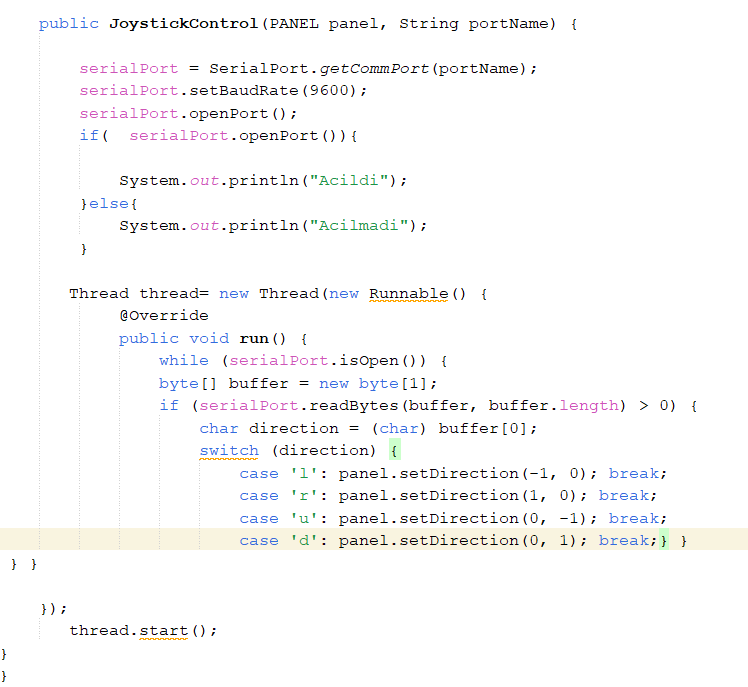 public JoystickControl(PANEL panel, String portName) {
serialPort = SerialPort.getCommPort(portName);
serialPort.setBaudRate(9600);
serialPort.openPort();
if(  serialPort.openPort()){
System.out.println("Acildi");
}else{
System.out.println("Acilmadi");
}
Thread thread= new Thread(new Runnable() {
@Override
public void run() {
while (serialPort.isOpen()) {
byte[] buffer = new byte[1];
if (serialPort.readBytes(buffer, buffer.length) > 0) {
char direction = (char) buffer[0];
switch (direction) {
case 'l': panel.setDirection(-1, 0); break;
case 'r': panel.setDirection(1, 0); break;
case 'u': panel.setDirection(0, -1); break;
case 'd': panel.setDirection(0, 1); break;} }
} }
});
thread.start();
}
}